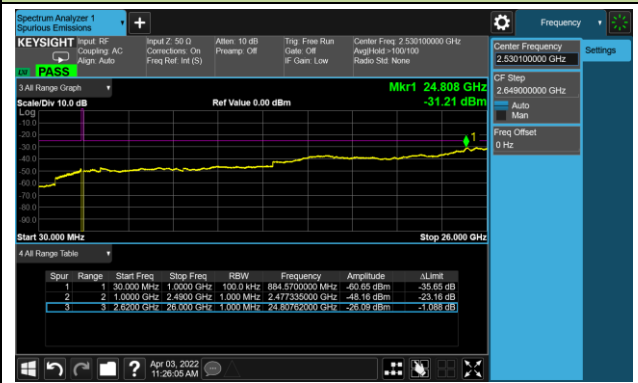 Spectrum Analyzer 1
Spurious Emissions
Frequency
KEYSIGHT
Input: RF
Coupling: AC
Align: Auto
Input Z: 50 Ω
Corrections: On
Freq Ref: Int (S)
Atten: 10 dB
Preamp: Off
Trig: Free Run
Gate: Off
IF Gain: Low
Center Freq: 2.530100000 GHz
Avg|Hold:>100/100
Radio Std: None
PASS
Center Frequency
2.530100000 GHz
Settings
CF Step
2.649000000 GHz
Auto
Man
Freq Offset
0 Hz
3 All Range Graph
Mkr1 24.808 GHz
Scale/Div 10.0 dB
Ref Value 0.00 dBm
-31.21 dBm
Log
-10.0
-20.0
-30.0
-40.0
-50.0
-60.0
-70.0
-80.0
-90.0
1
Start 30.000 MHz
Stop 26.000 GHz
4 All Range Table
Spur Range Start Freq Stop Freq RBW Frequency Amplitude ΔLimit
1 1 30.000 MHz 1.0000 GHz 100.0 kHz 884.5700000 MHz -60.65 dBm -35.65 dB
2 2 1.0000 GHz 2.4900 GHz 1.000 MHz 2.477335000 GHz -48.16 dBm -23.16 dB
3 3 2.6200 GHz 26.000 GHz 1.000 MHz 24.80762000 GHz -26.09 dBm -1.088 dB
Apr 03, 2022
11:26:05 AM